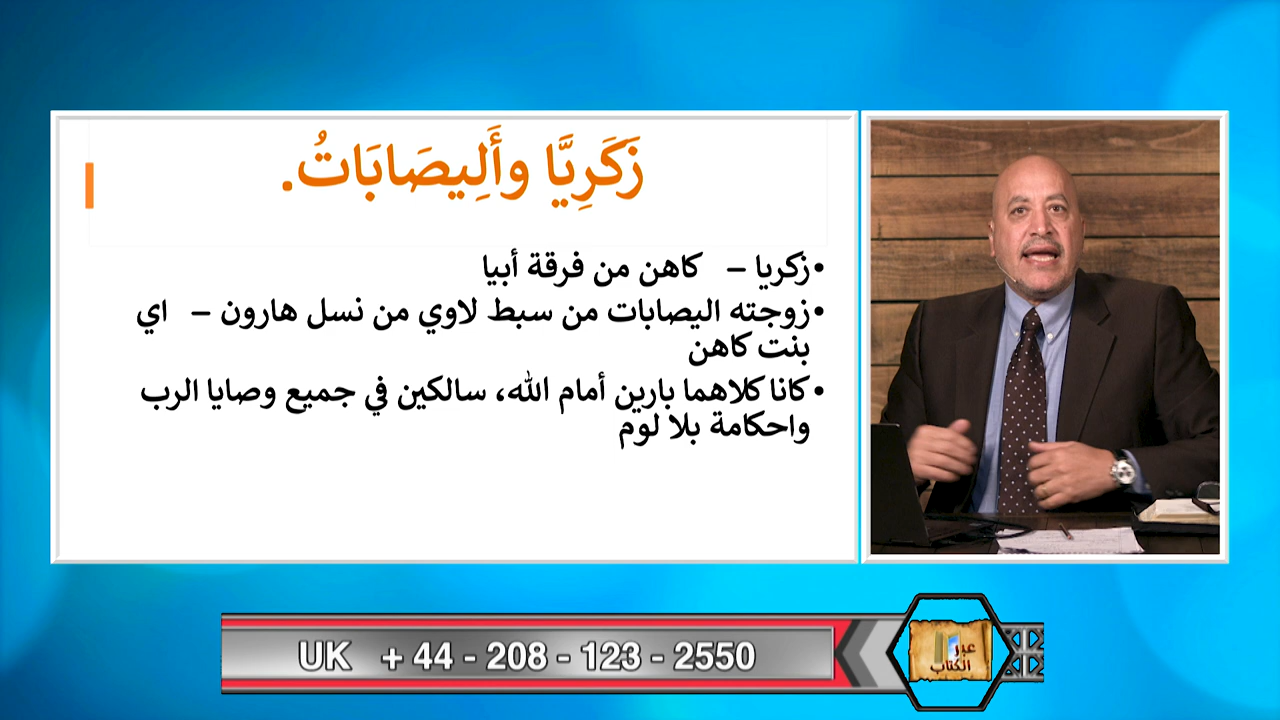 زَكَرِيَّا وأَلِيصَابَاتُ.
•زكريا – كاهن من فرقة أبيا
•زوجته اليصابات من سبط لاوي من نسل هارون – اي
بنت كاهن
•كانا كلاهما بارين أمام الله، سالكين في جميع وصايا الرب
واحكامة بلا لوم
UK + 44 - 208 - 123 - 2550
عبر
الكتاب